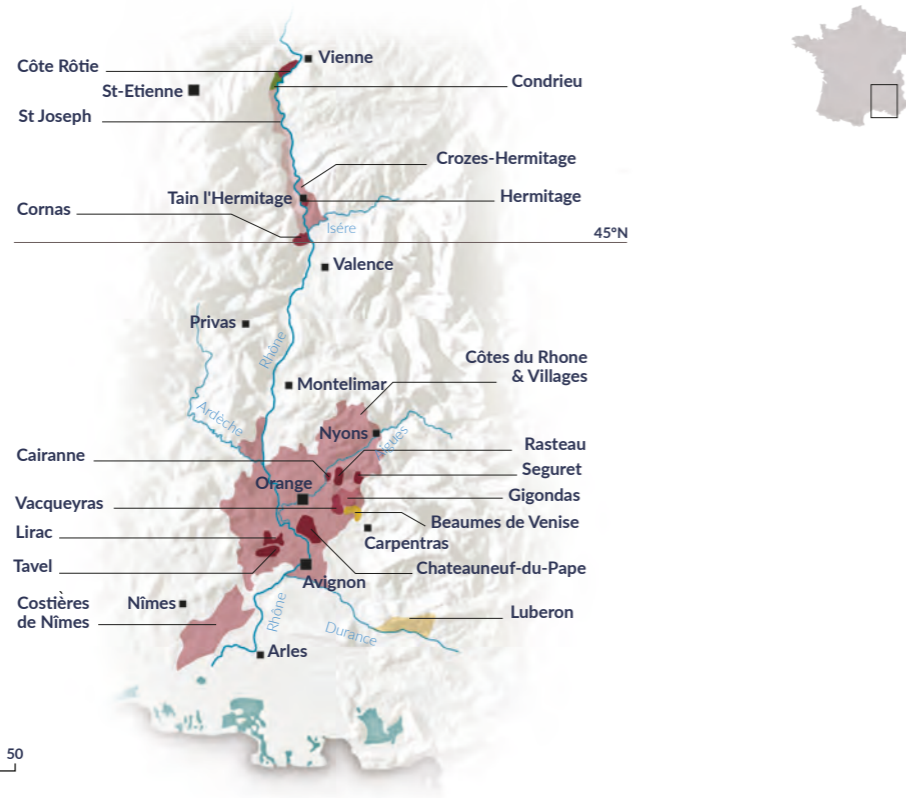 Vienne
Côte Rôtie
Condrieu
St-Etienne
St Joseph
Crozes-Hermitage
Tain l'Hermitage
Hermitage
Cornas
Isére
45°N
Valence
Privas
Rhône
Montelimar
Côtes du Rhone
& Villages
Ardèche
Nyons
Aigues
Rasteau
Cairanne
Seguret
Orange
Gigondas
Vacqueyras
Beaumes de Venise
Lirac
Carpentras
Tavel
Chateauneuf-du-Pape
Avignon
Costières
de Nîmes
Nîmes
Rhône
Luberon
Durance
Arles
50